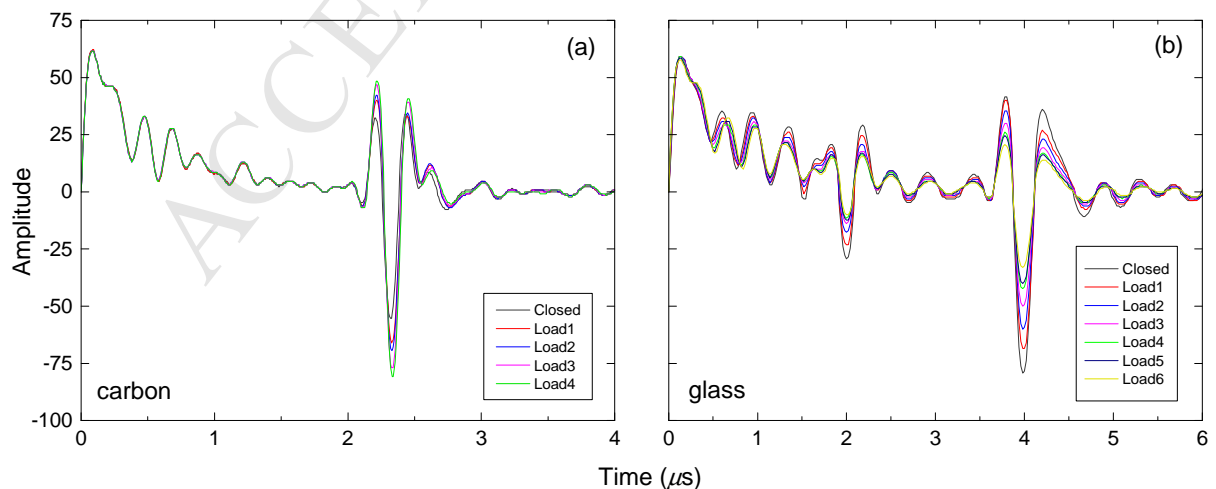 ACCE
(a)
(b)
Amplitude
75
50
25
0
-25
-50
-75
-100
0
1
2
3
4
0
1
2
3
4
5
6
carbon
glass
Closed
Load1
Load2
Load3
Load4
Closed
Load1
Load2
Load3
Load4
Load5
Load6
Time (μs)